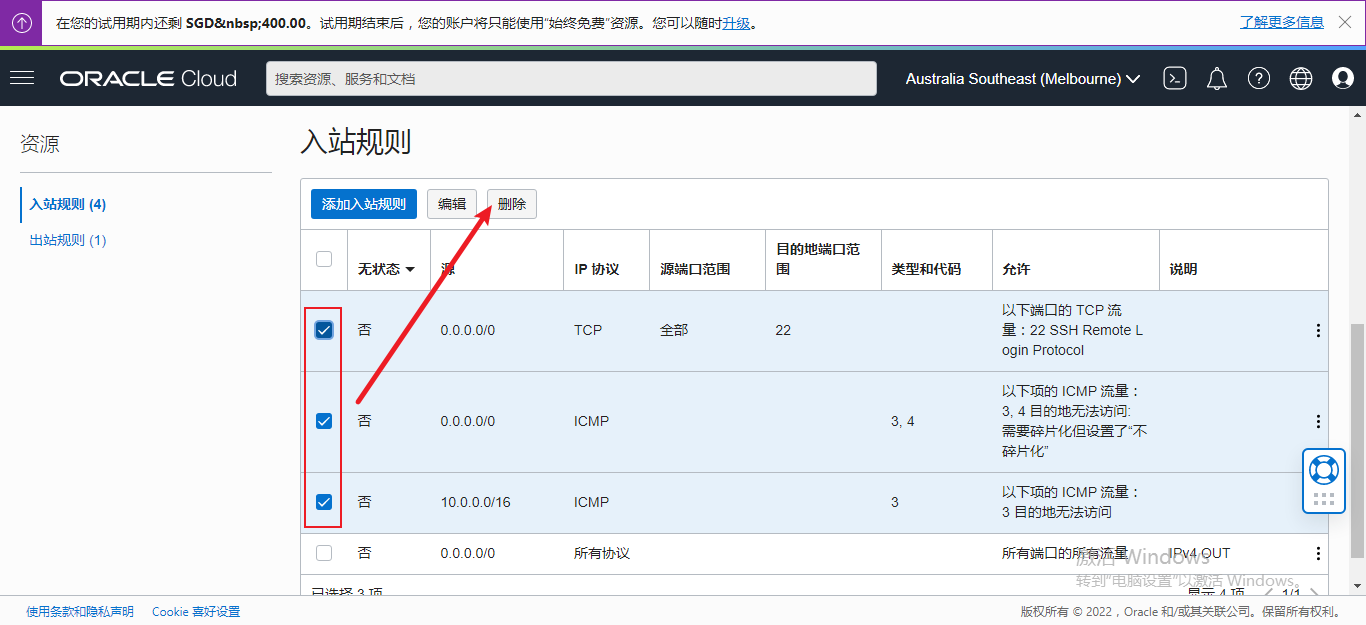 在您的试用期内还剩 SGD&nbsp;400.00。试用期结束后，您的账户将只能使用“始终免费”资源。您可以随时升级。
了解更多信息
ORACLE Cloud
搜索资源、服务和文档
Australia Southeast (Melbourne)
资源
入站规则 (4)
出站规则 (1)
入站规则
添加入站规则 编辑 删除
无状态 源 IP 协议 源端口范围 目的地端口范
围 类型和代码 允许 说明
否 0.0.0.0/0 TCP 全部 22 以下端口的 TCP 流
量：22 SSH Remote L
ogin Protocol
否 0.0.0.0/0 ICMP 3, 4 以下项的 ICMP 流量：
3, 4 目的地无法访问:
需要碎片化但设置了“不
碎片化”
否 10.0.0.0/16 ICMP 3 以下项的 ICMP 流量：
3 目的地无法访问
否 0.0.0.0/0 所有协议 所有端口的所有流量 IPv4 OUT
激活 Windows
转到“电脑设置”以激活 Windows。
已选择 3 项 显示 4 项 1/1
使用条款和隐私声明 Cookie 喜好设置
版权所有 © 2022，Oracle 和/或其关联公司。保留所有权利。